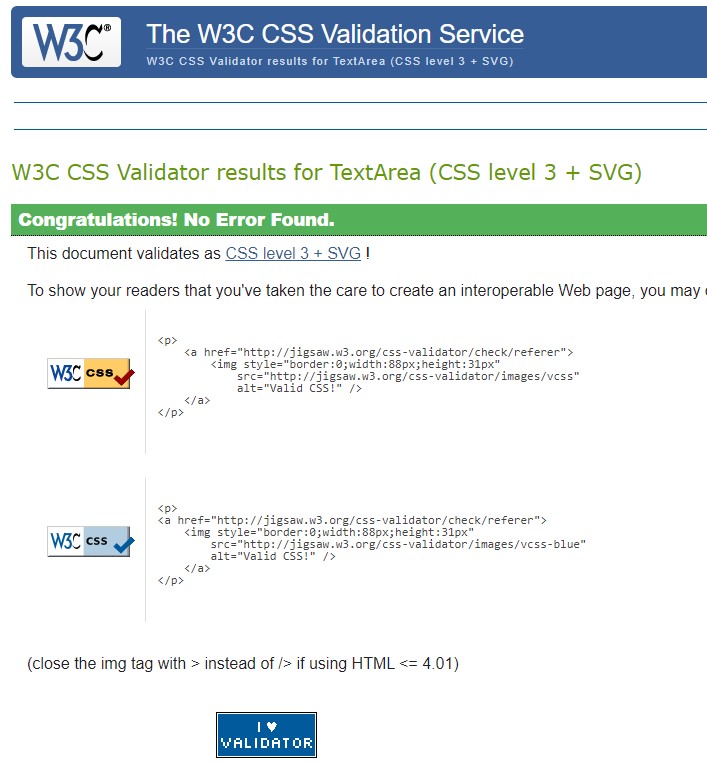 W3C® The W3C CSS Validation Service
W3C CSS Validator results for TextArea (CSS level 3 + SVG)
W3C CSS Validator results for TextArea (CSS level 3 + SVG)
Congratulations! No Error Found.
This document validates as CSS level 3 + SVG !
To show your readers that you've taken the care to create an interoperable Web page, you may
W3C css
<p>
<a href="http://jigsaw.w3.org/css-validator/check/referer">
<img style="border:0;width:88px;height:31px"
src="http://jigsaw.w3.org/css-validator/images/vcss"
alt="Valid CSS!" />
</a>
</p>
W3C css
<p>
<a href="http://jigsaw.w3.org/css-validator/check/referer">
<img style="border:0;width:88px;height:31px"
src="http://jigsaw.w3.org/css-validator/images/vcss-blue"
alt="Valid CSS!" />
</a>
</p>
(close the img tag with > instead of /> if using HTML <= 4.01)
I ♥
VALIDATOR